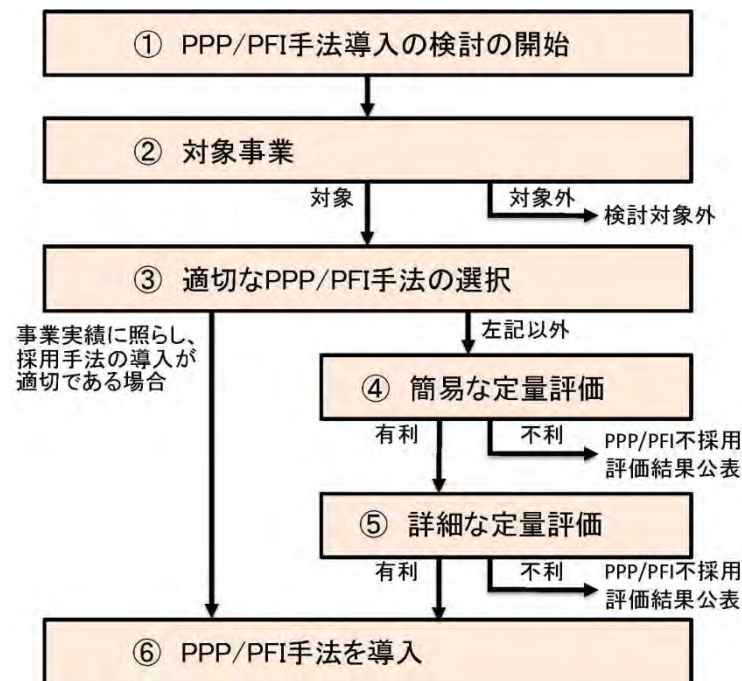 ① PPP/PFI手法導入の検討の開始
② 対象事業
対象
対象外
検討対象外
③ 適切なPPP/PFI手法の選択
事業実績に照らし、
採用手法の導入が
適切である場合
左記以外
④ 簡易な定量評価
有利
不利
PPP/PFI不採用
評価結果公表
⑤ 詳細な定量評価
有利
不利
PPP/PFI不採用
評価結果公表
⑥ PPP/PFI手法を導入